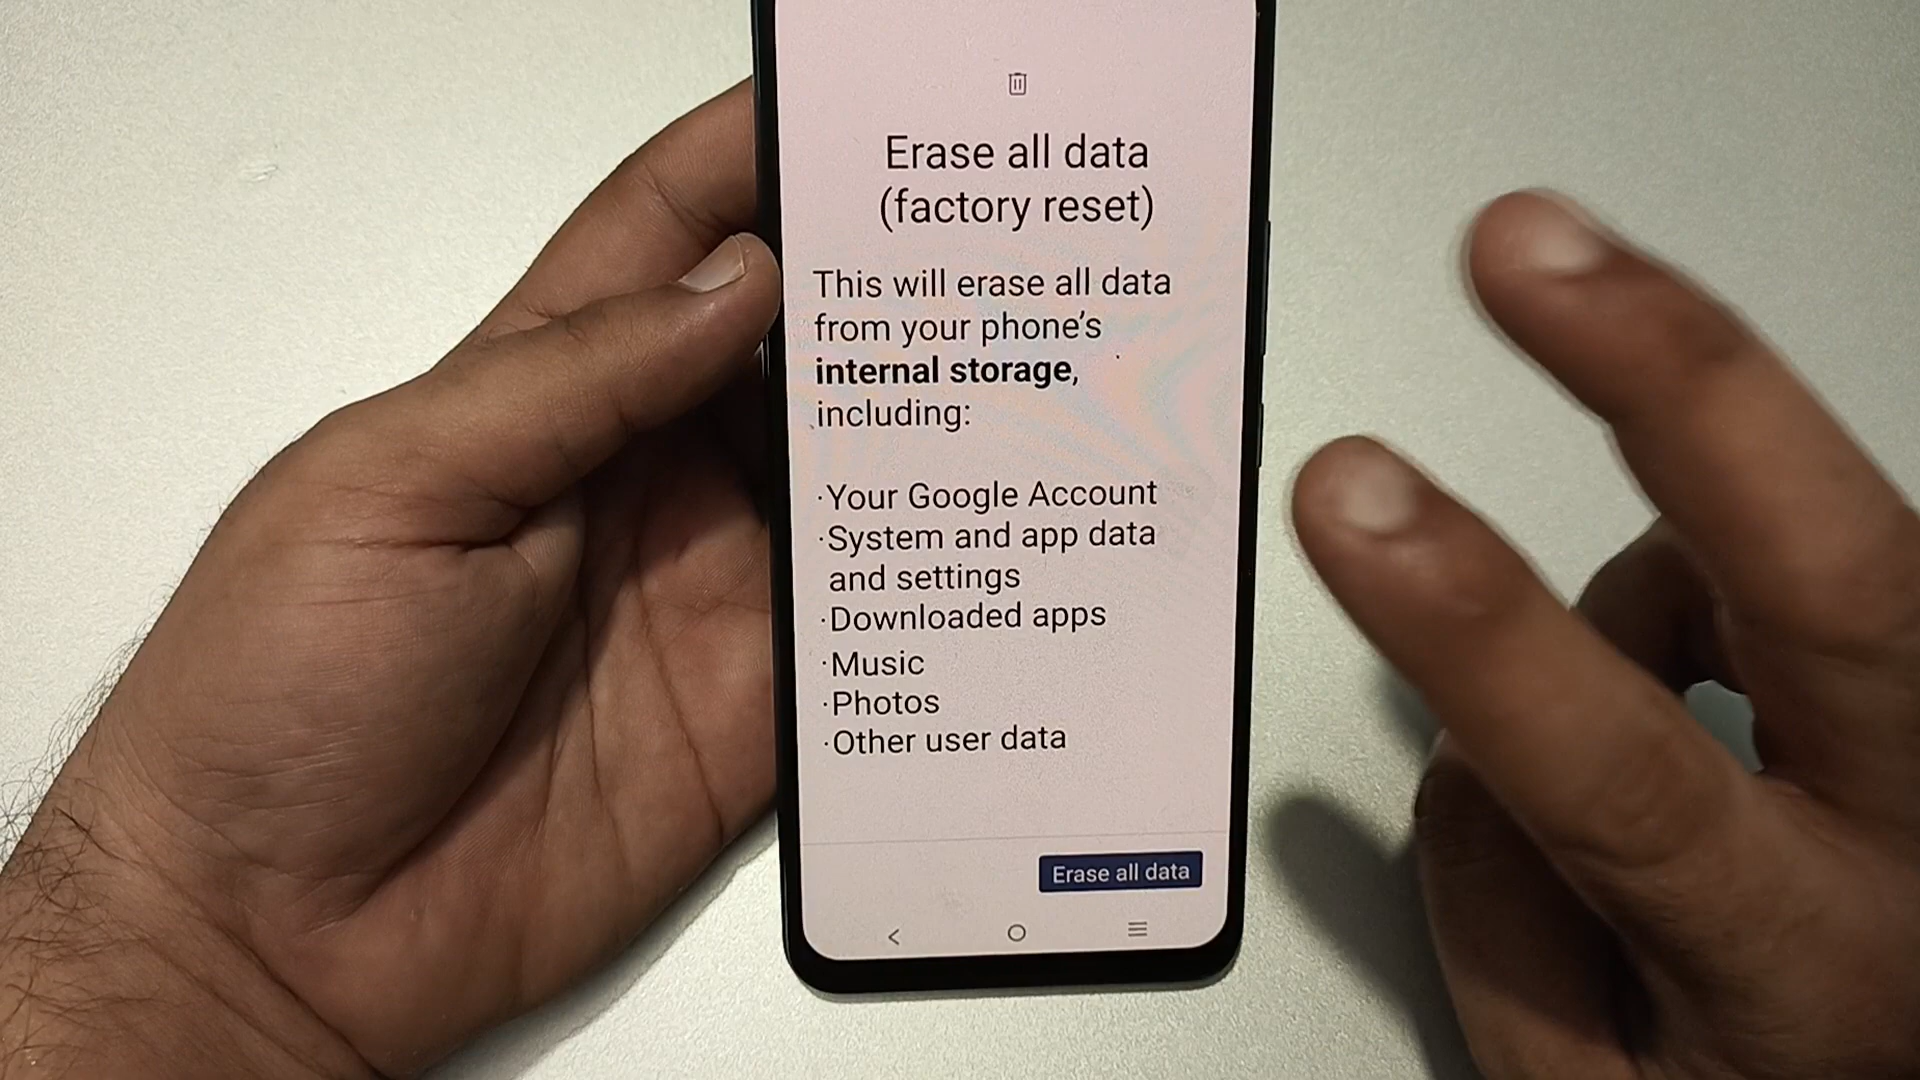 Erase all data
(factory reset)
This will erase all data
from your phone’s
internal storage,
including:
·Your Google Account
·System and app data
and settings
·Downloaded apps
·Music
·Photos
·Other user data
Erase all data